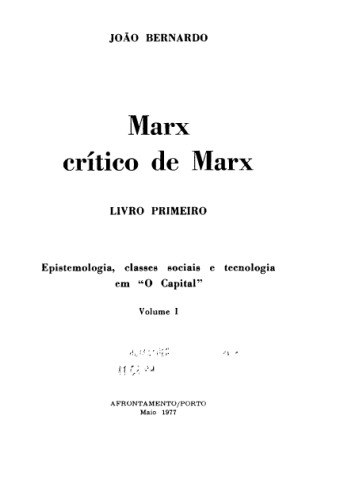 JOÃO BERNARDO
Marx
crítico de Marx
LIVRO PRIMEIRO
Epistemologia, classes sociais e tecnologia
em "O Capital"
Volume I
AFRONTAMENTO/PORTO
Maio 1977